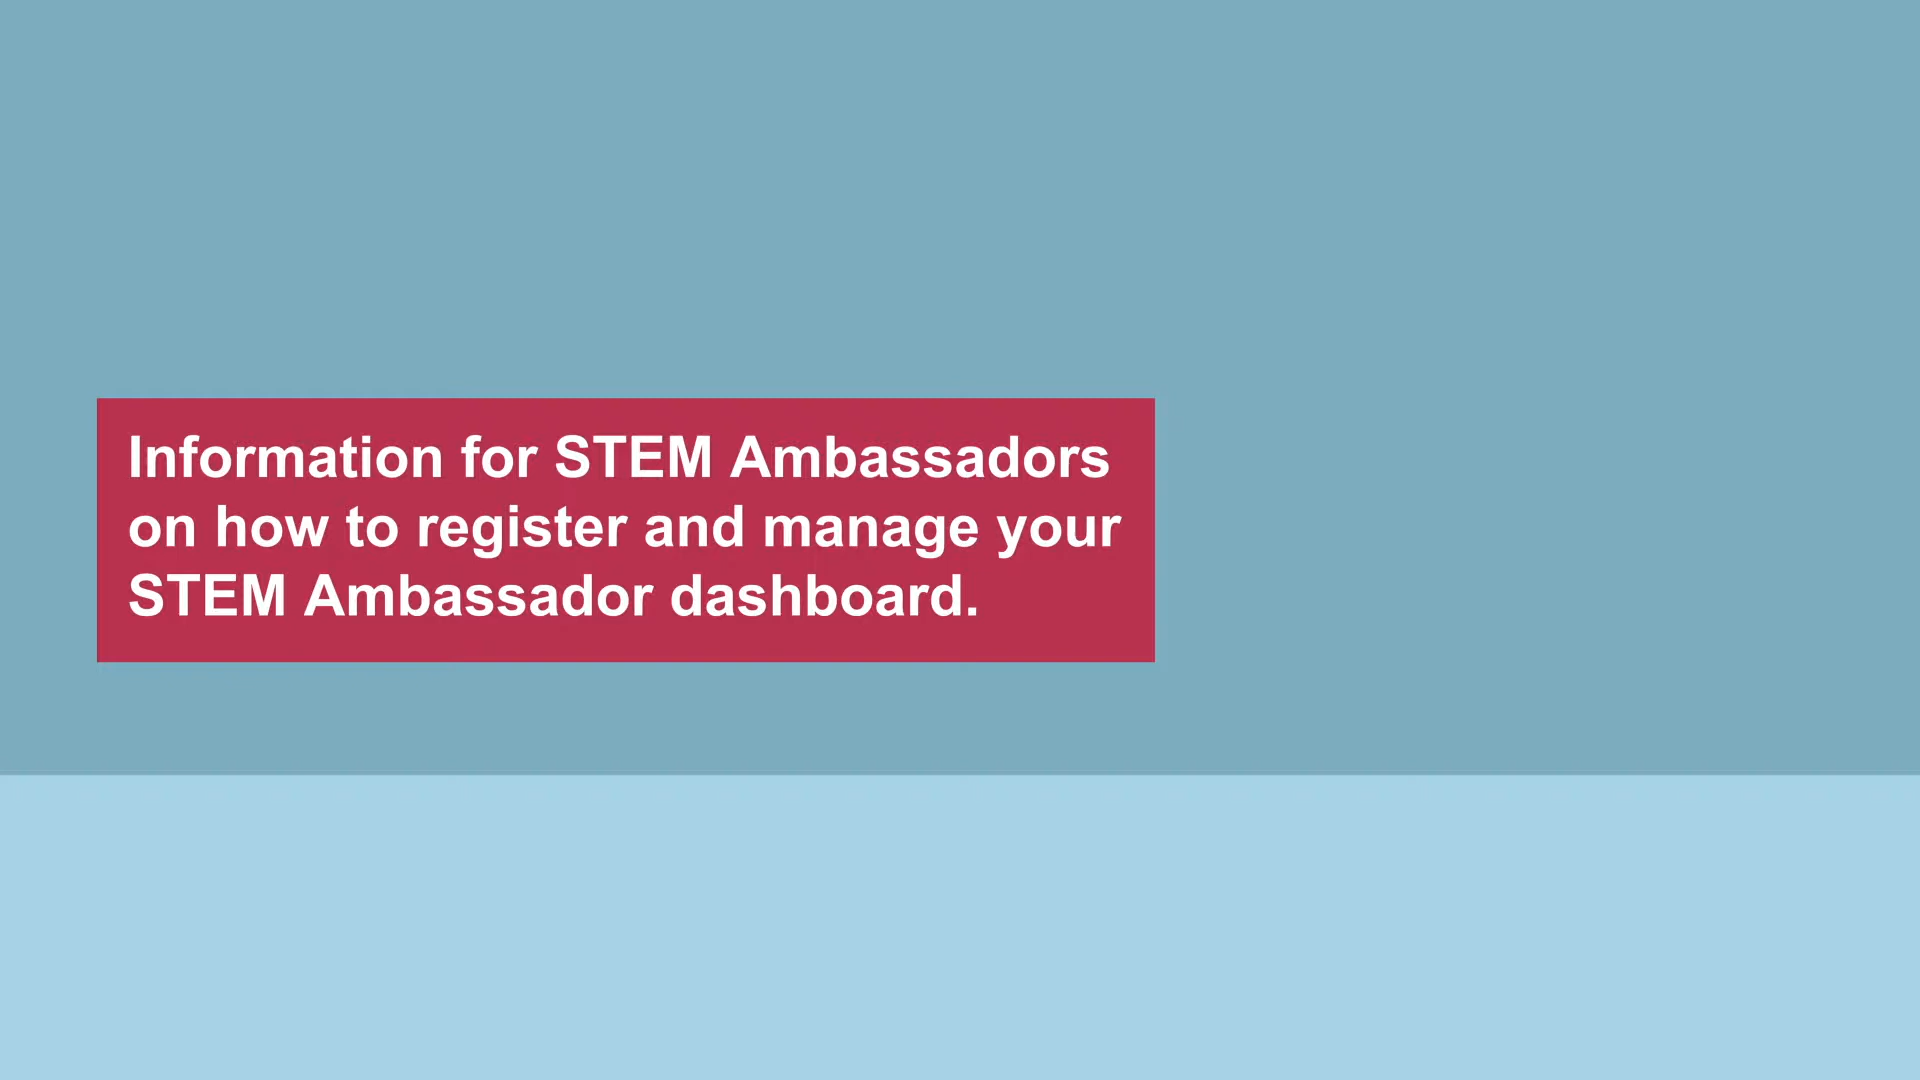 Information for STEM Ambassadors
on how to register and manage your
STEM Ambassador dashboard.